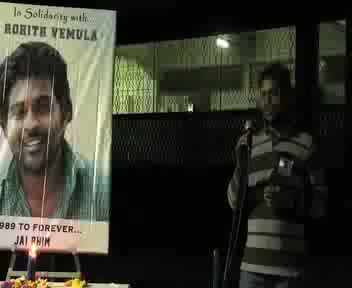 In Solidarity with...
ROHITH VEMULA
989 TO FOREVER...
JAI BHIM